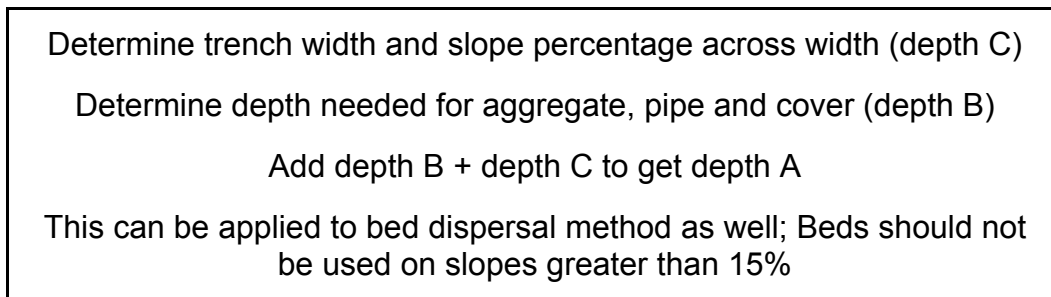 Determine trench width and slope percentage across width (depth C)
Determine depth needed for aggregate, pipe and cover (depth B)
Add depth B + depth C to get depth A
This can be applied to bed dispersal method as well; Beds should not
be used on slopes greater than 15%